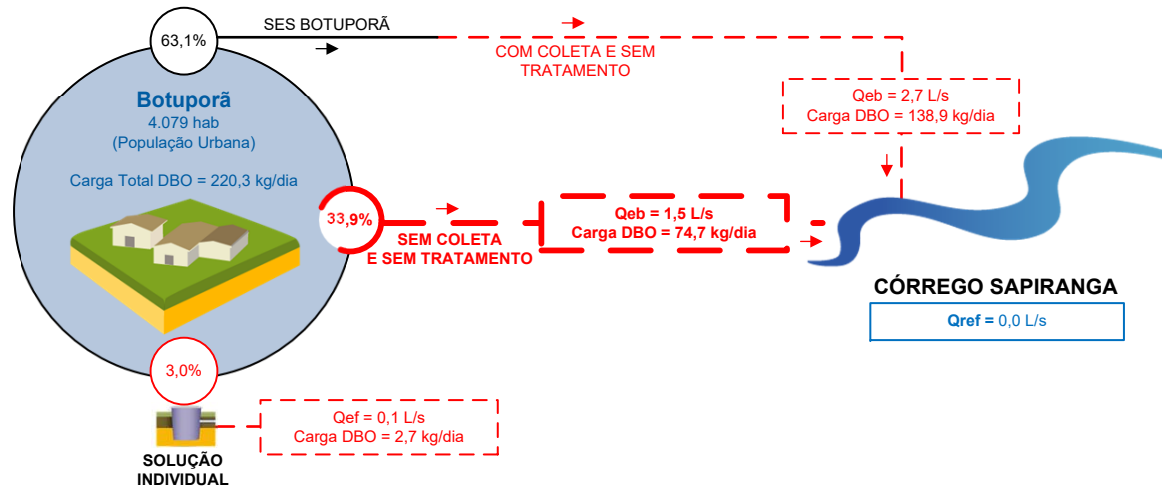 63,1%
SES BOTUPORÃ
COM COLETA E SEM
TRATAMENTO
Qeb = 2,7 L/s
Carga DBO = 138,9 kg/dia
Botuporã
4.079 hab
(População Urbana)
Carga Total DBO = 220,3 kg/dia
33,9%
SEM COLETA
E SEM TRATAMENTO
Qeb = 1,5 L/s
Carga DBO = 74,7 kg/dia
CÓRREGO SAPIRANGA
Qref = 0,0 L/s
3,0%
SOLUÇÃO
INDIVIDUAL
Qef = 0,1 L/s
Carga DBO = 2,7 kg/dia